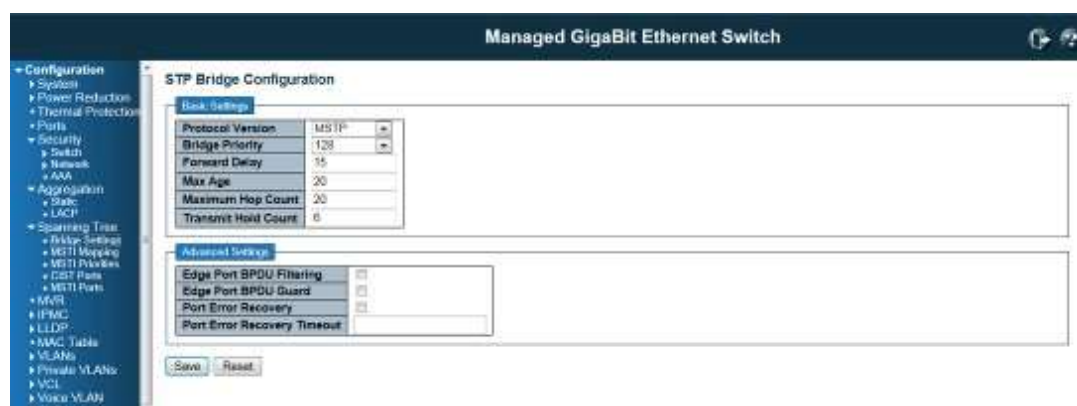 Managed GigaBit Ethernet Switch
Configuration
System
Power Reduction
Thermal Protection
Ports
Security
Switch
Network
AAA
Aggregation
Static
LACP
Spanning Tree
Bridge Settings
MSTI Mapping
MSTI Priorities
CIST Ports
MSTI Ports
MVR
IPMC
LLDP
MAC Table
VLANs
Private VLANs
VCL
Voice VLAN
STP Bridge Configuration
Basic Settings
Protocol Version MSTP
Bridge Priority 128
Forward Delay 15
Max Age 20
Maximum Hop Count 20
Transmit Hold Count 6
Advanced Settings
Edge Port BPDU Filtering
Edge Port BPDU Guard
Port Error Recovery
Port Error Recovery Timeout
Save Reset